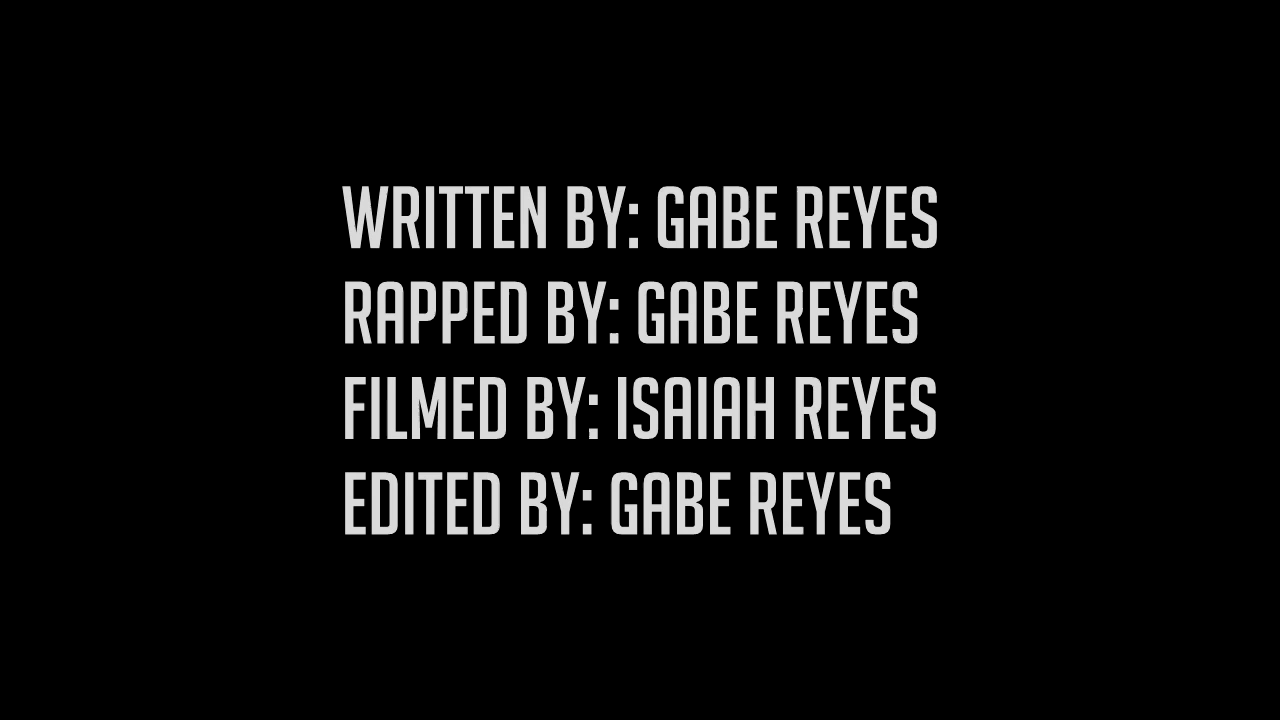 WRITTEN BY: GABE REYES
RAPPED BY: GABE REYES
FILMED BY: ISAIAH REYES
EDITED BY: GABE REYES